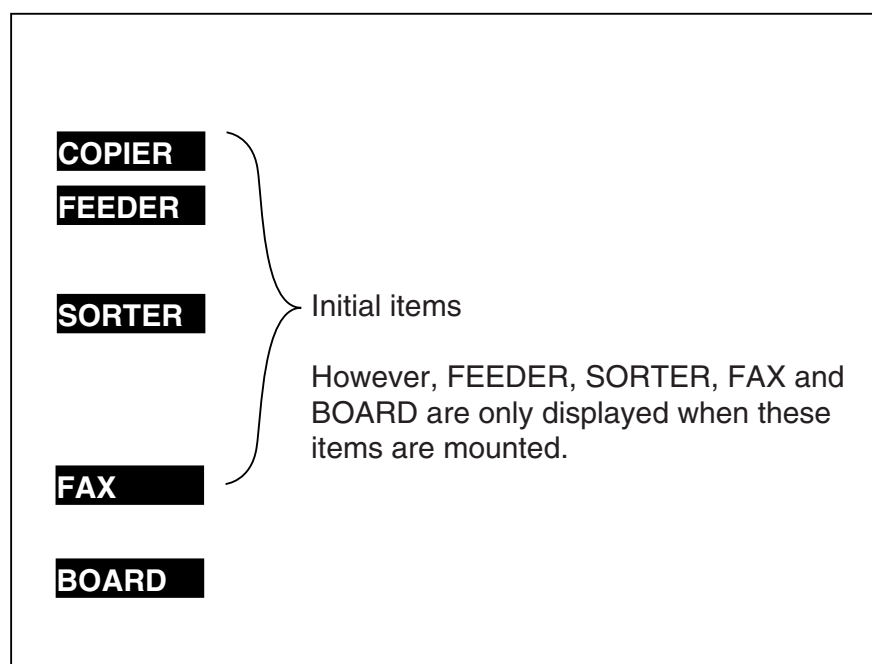 COPIER
FEEDER
SORTER
Initial items
However, FEEDER, SORTER, FAX and
BOARD are only displayed when these
items are mounted.
FAX
BOARD